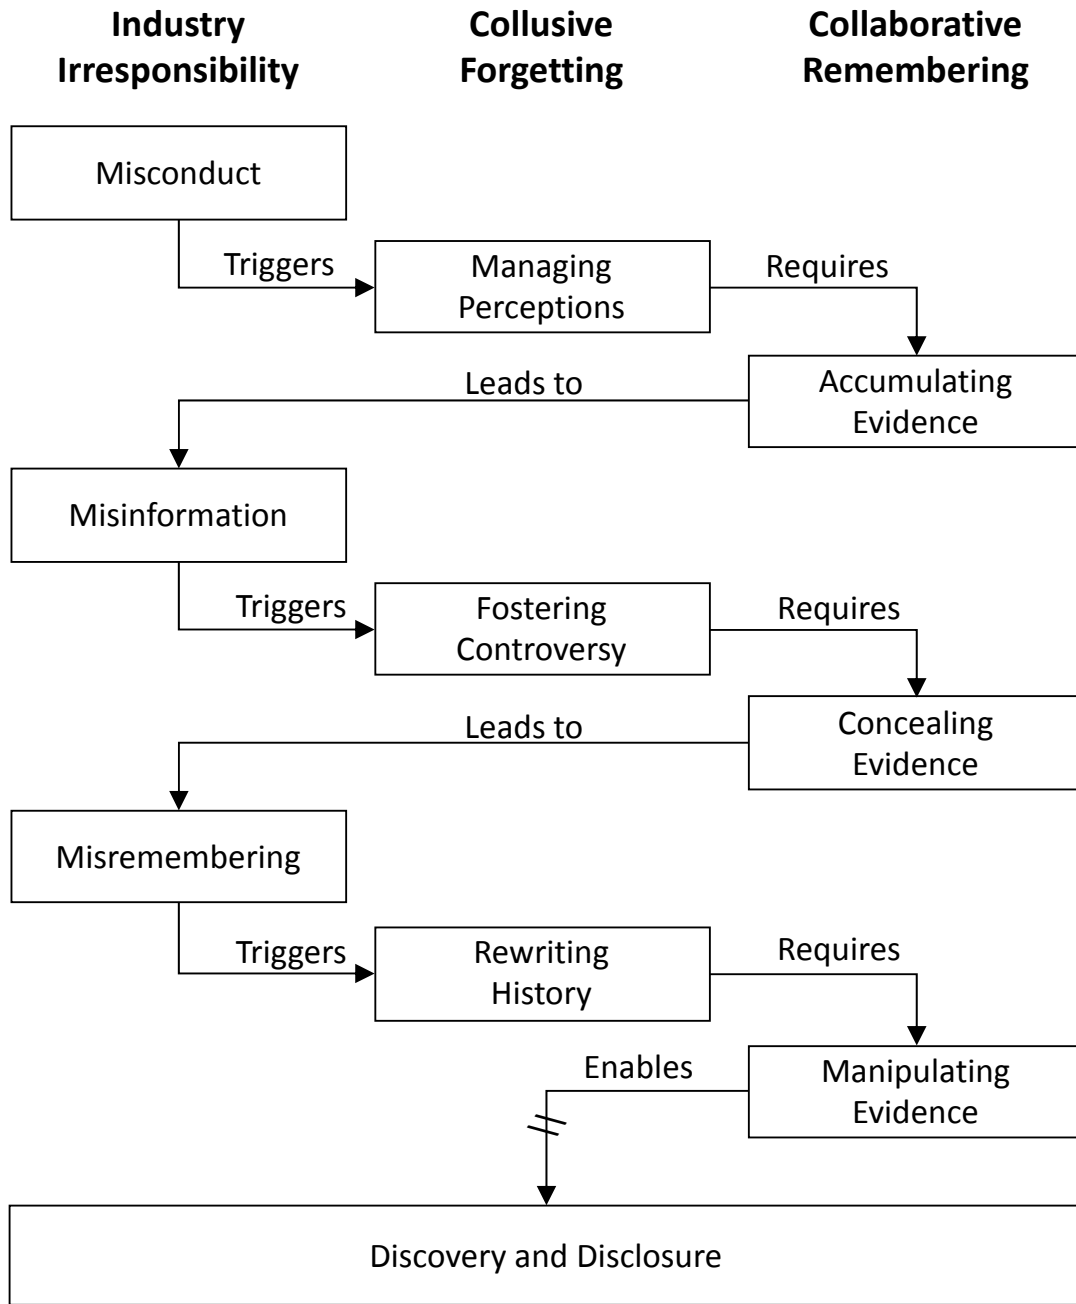 Industry
Irresponsibility
Collusive
Forgetting
Collaborative
Remembering
Misconduct
Triggers
Managing
Perceptions
Requires
Accumulating
Evidence
Leads to
Misinformation
Triggers
Fostering
Controversy
Requires
Concealing
Evidence
Leads to
Misremembering
Triggers
Rewriting
History
Requires
Manipulating
Evidence
Enables
Discovery and Disclosure